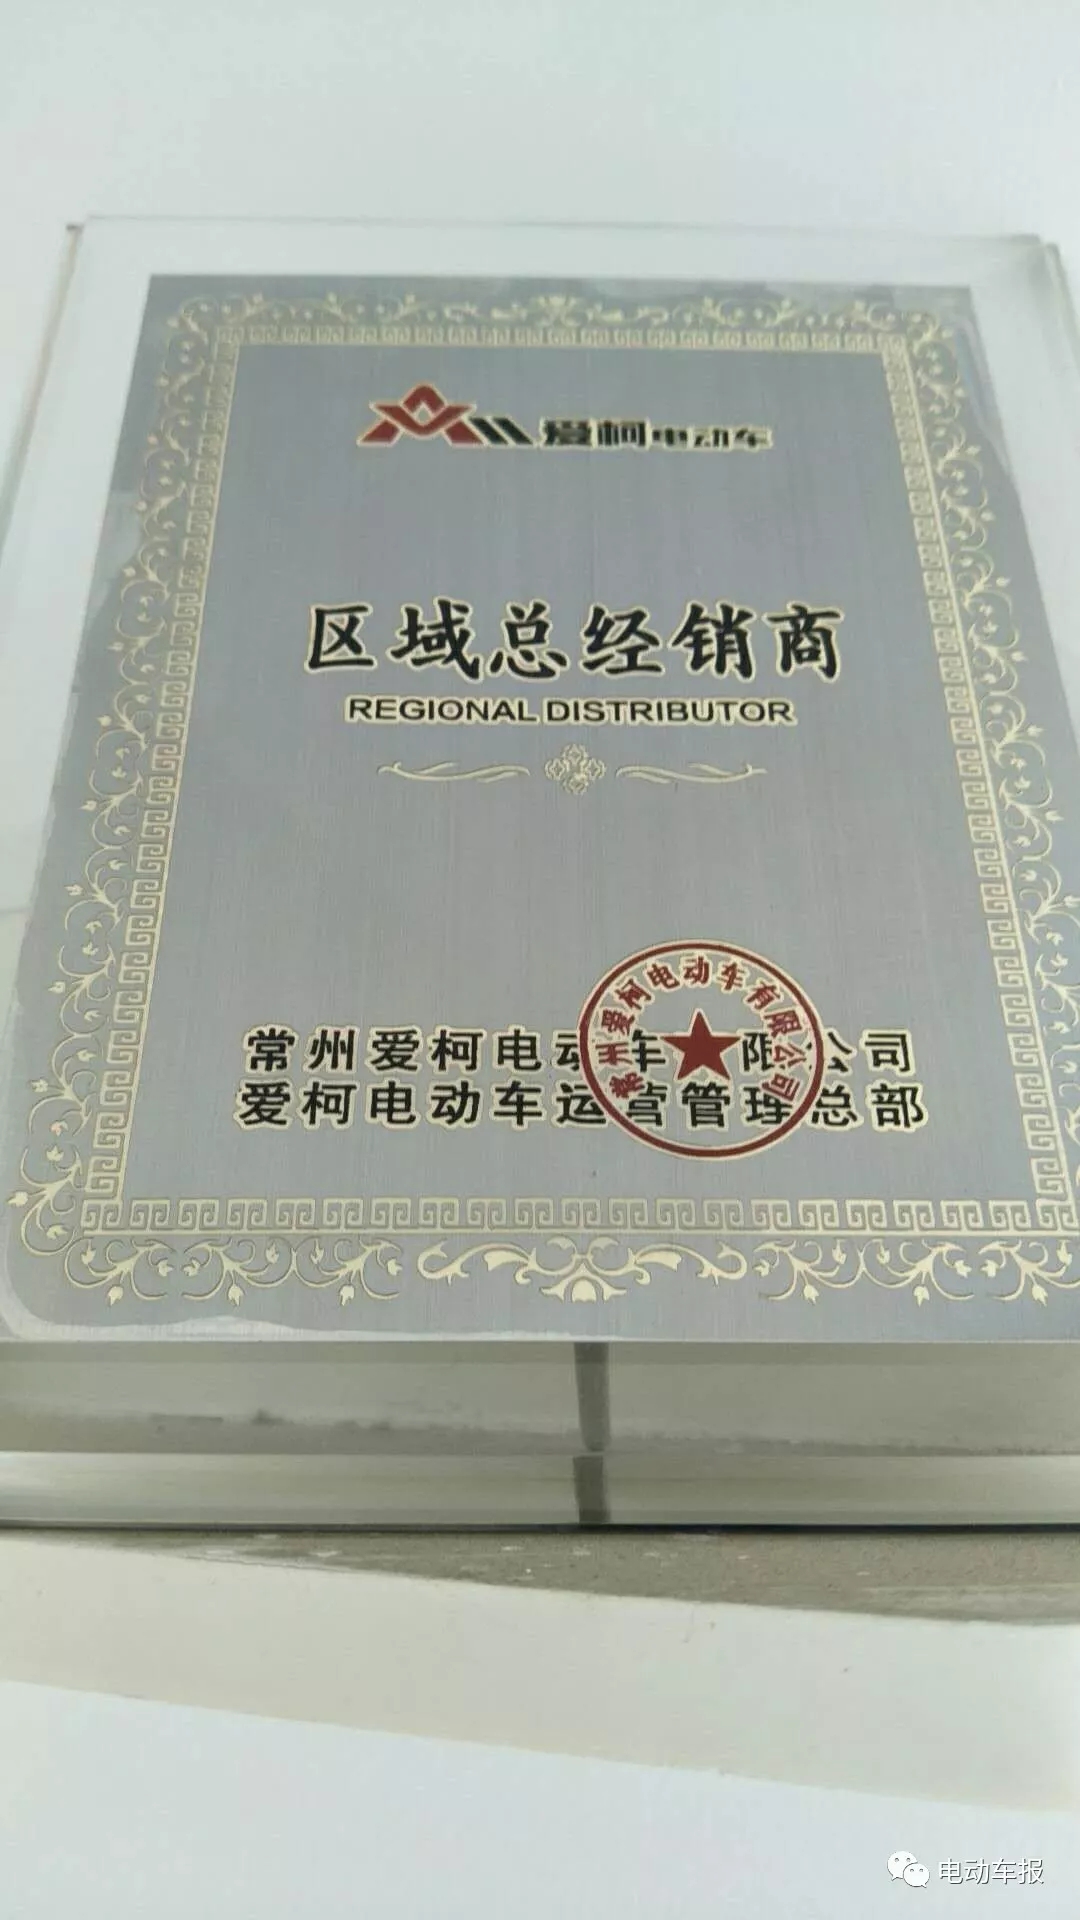 爱柯电动车
区域总经销商
REGIONAL DISTRIBUTOR
常州爱柯电动车有限公司
常州爱柯电动车有限公司
爱柯电动车运营管理总部
电动车报